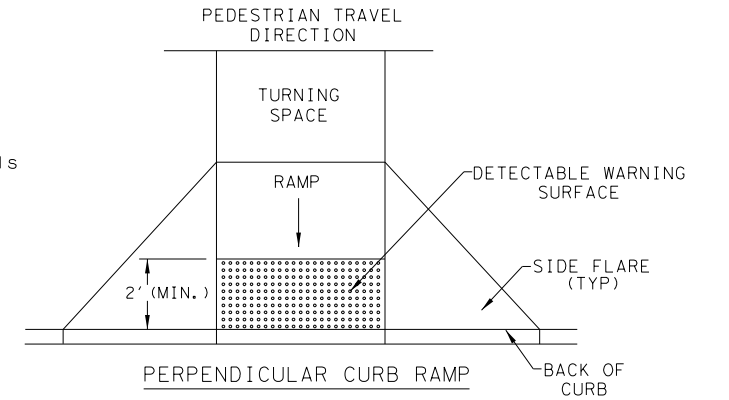 PEDESTRIAN TRAVEL
DIRECTION
TURNING
SPACE
ls
RAMP
DETECTABLE WARNING
SURFACE
SIDE FLARE
(TYP)
2' (MIN.)
BACK OF
CURB
PERPENDICULAR CURB RAMP